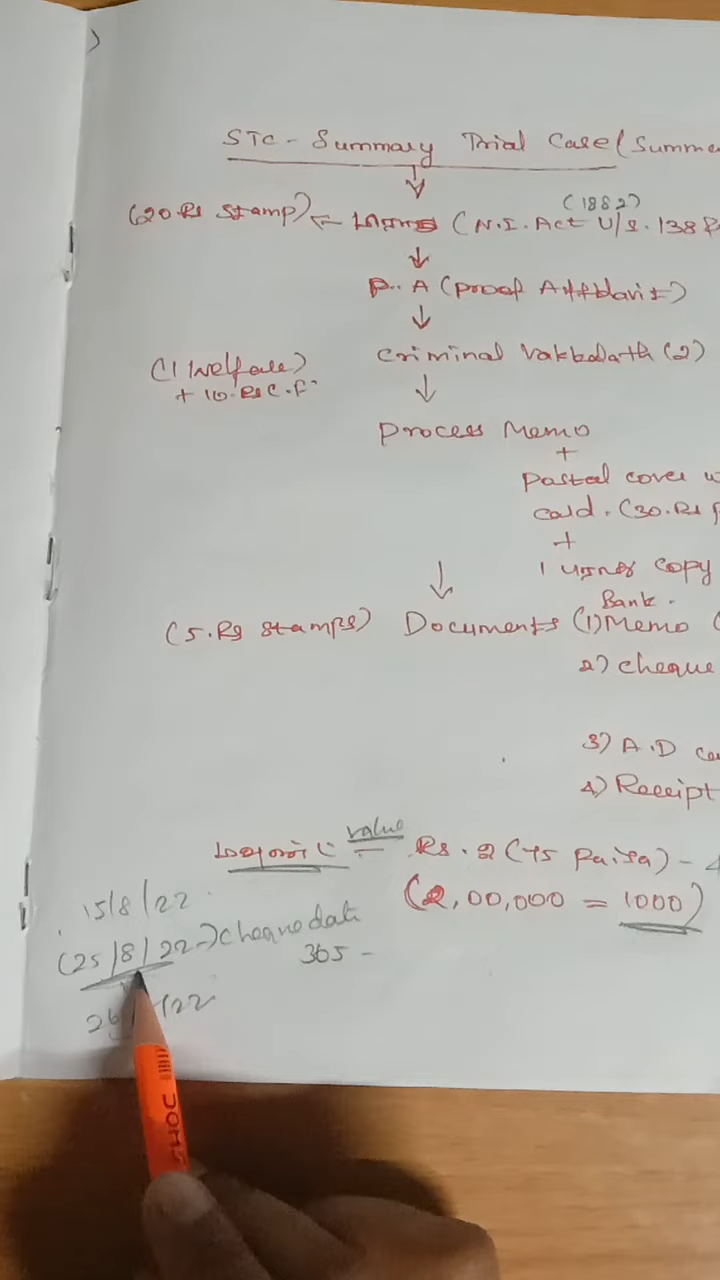 STC - Summary Trial Case (Summe
(1882)
(20.Rs Stamp) ← (N.I. Act U/S. 138
P.. A (Proof Affidavit)
(1 Welfare) Criminal Vakkalath (2)
+ 10.Rs C.F.
Process Memo
+
Postal cover
card. (30.Rs
+
1 copy
Bank.
(5.Rs Stamps) Documents (1) Memo (
2) cheque
3) A.D
4) Receipt
value
= Rs. 2 (75 Paisa) -
15/8/22
(2,00,000 = 1000)
(25/8/22 → cheque date
365 -